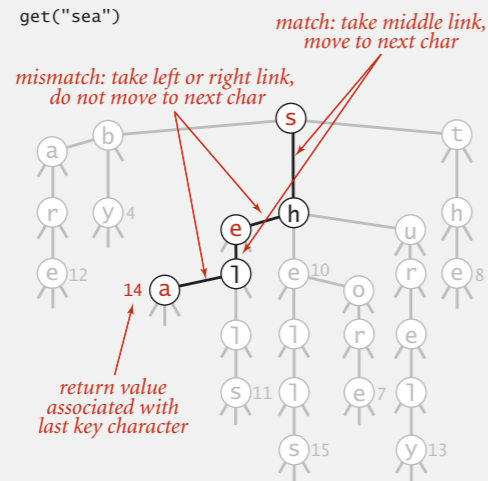 get("sea")
match: take middle link,
move to next char
mismatch: take left or right link,
do not move to next char
s
b
t
a
r
y 4
h
h
e
u
e 12
l
e 10
r
e 8
14 a
o
l
l
r
e
s 11
l
e 7
l
return value
associated with
last key character
s 15
y 13